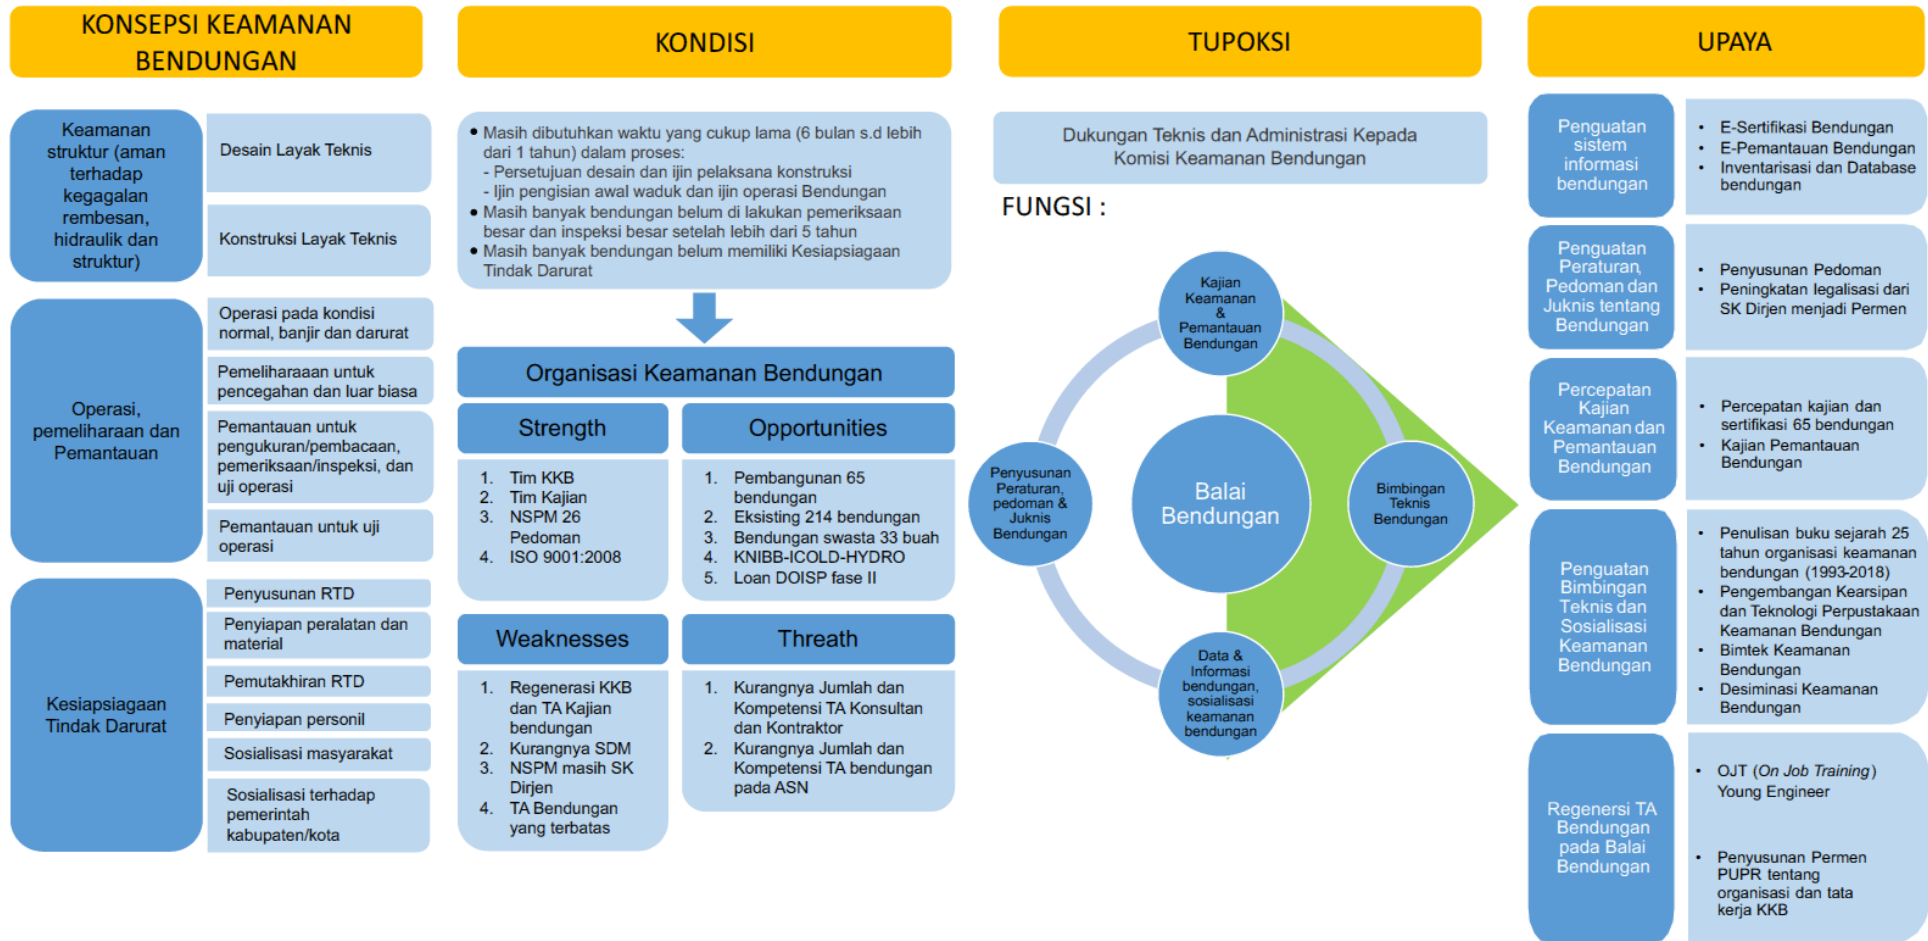 KONSEPSI KEAMANAN
BENDUNGAN
Keamanan
struktur (aman
terhadap
kegagalan
rembesan,
hidraulik dan
struktur)
Desain Layak Teknis
Konstruksi Layak Teknis
Operasi,
pemeliharaan dan
Pemantauan
Operasi pada kondisi
normal, banjir dan darurat
Pemeliharaaan untuk
pencegahan dan luar biasa
Pemantauan untuk
pengukuran/pembacaan,
pemeriksaan/inspeksi, dan
uji operasi
Pemantauan untuk uji
operasi
Kesiapsiagaan
Tindak Darurat
Penyusunan RTD
Penyiapan peralatan dan
material
Pemutakhiran RTD
Penyiapan personil
Sosialisasi masyarakat
Sosialisasi terhadap
pemerintah
kabupaten/kota
KONDISI
• Masih dibutuhkan waktu yang cukup lama (6 bulan s.d lebih
dari 1 tahun) dalam proses:
- Persetujuan desain dan ijin pelaksana konstruksi
- Ijin pengisian awal waduk dan ijin operasi Bendungan
• Masih banyak bendungan belum di lakukan pemeriksaan
besar dan inspeksi besar setelah lebih dari 5 tahun
• Masih banyak bendungan belum memiliki Kesiapsiagaan
Tindak Darurat
Organisasi Keamanan Bendungan
Strength
1. Tim KKB
2. Tim Kajian
3. NSPM 26
Pedoman
4. ISO 9001:2008
Opportunities
1. Pembangunan 65
bendungan
2. Eksisting 214 bendungan
3. Bendungan swasta 33 buah
4. KNIBB-ICOLD-HYDRO
5. Loan DOISP fase II
Weaknesses
1. Regenerasi KKB
dan TA Kajian
bendungan
2. Kurangnya SDM
3. NSPM masih SK
Dirjen
4. TA Bendungan
yang terbatas
Threath
1. Kurangnya Jumlah dan
Kompetensi TA Konsultan
dan Kontraktor
2. Kurangnya Jumlah dan
Kompetensi TA bendungan
pada ASN
TUPOKSI
Dukungan Teknis dan Administrasi Kepada
Komisi Keamanan Bendungan
FUNGSI :
Kajian
Keamanan
&
Pemantauan
Bendungan
Penyusunan
Peraturan,
pedoman &
Juknis
Bendungan
Balai
Bendungan
Bimbingan
Teknis
Bendungan
Data &
Informasi
bendungan,
sosialisasi
keamanan
bendungan
UPAYA
Penguatan
sistem
informasi
bendungan
• E-Sertifikasi Bendungan
• E-Pemantauan Bendungan
• Inventarisasi dan Database
bendungan
Penguatan
Peraturan,
Pedoman dan
Juknis tentang
Bendungan
• Penyusunan Pedoman
• Peningkatan legalisasi dari
SK Dirjen menjadi Permen
Percepatan
Kajian
Keamanan dan
Pemantauan
Bendungan
• Percepatan kajian dan
sertifikasi 65 bendungan
• Kajian Pemantauan
Bendungan
Penguatan
Bimbingan
Teknis dan
Sosialisasi
Keamanan
Bendungan
• Penulisan buku sejarah 25
tahun organisasi keamanan
bendungan (1993-2018)
• Pengembangan Kearsipan
dan Teknologi Perpustakaan
Keamanan Bendungan
• Bimtek Keamanan
Bendungan
• Desiminasi Keamanan
Bendungan
Regenersi TA
Bendungan
pada Balai
Bendungan
• OJT (On Job Training)
Young Engineer
• Penyusunan Permen
PUPR tentang
organisasi dan tata
kerja KKB